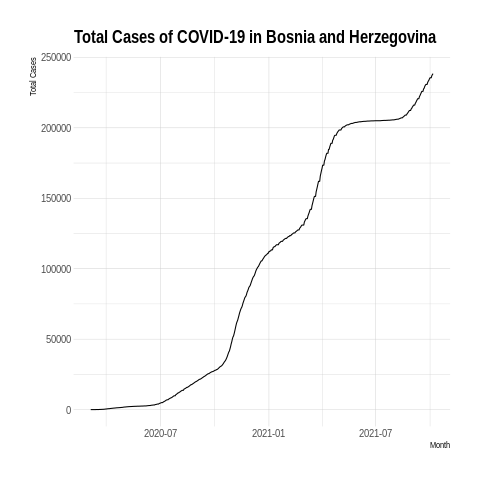 Total Cases of COVID-19 in Bosnia and Herzegovina
Total Cases
250000
200000
150000
100000
50000
0
2020-07 2021-01 2021-07
Month